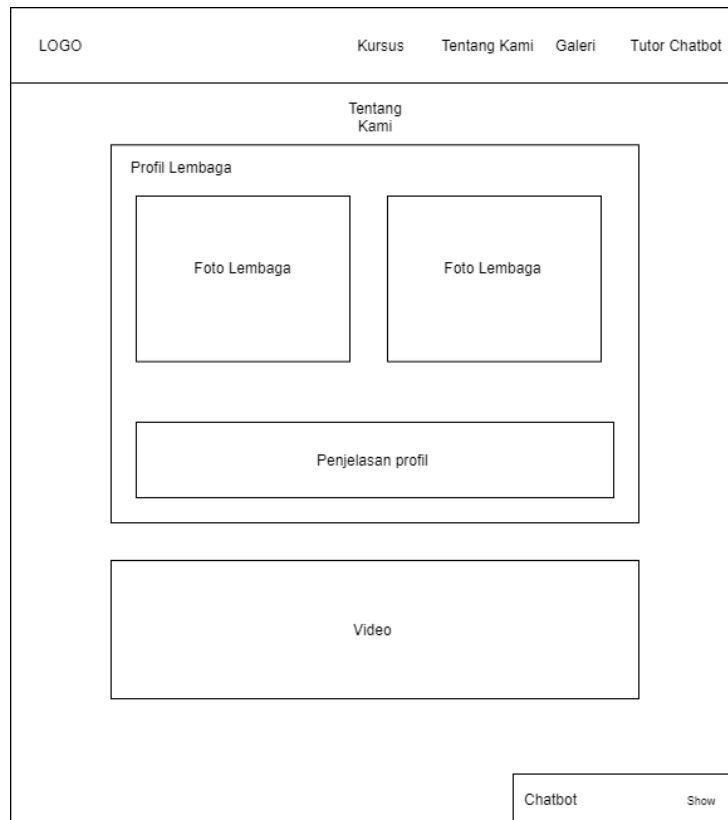 LOGO Kursus Tentang Kami Galeri Tutor Chatbot
Tentang
Kami
Profil Lembaga
Foto Lembaga Foto Lembaga
Penjelasan profil
Video
Chatbot Show